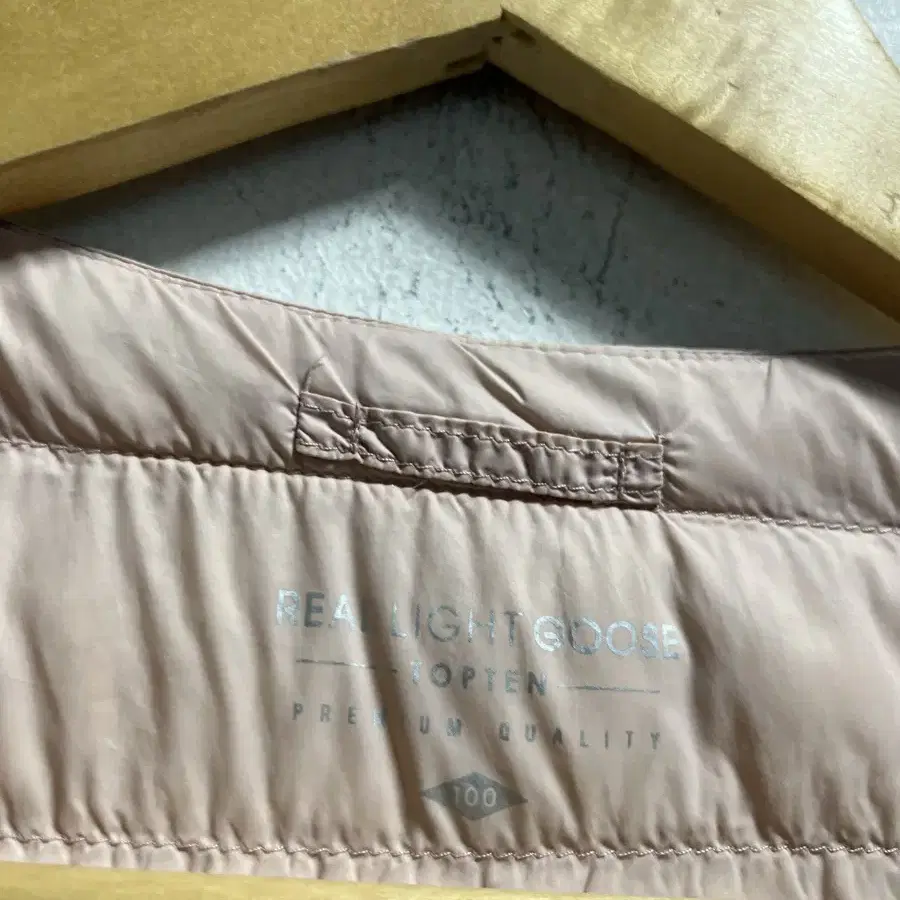 REAL LIGHT GOOSE
TOPTEN
PREMIUM QUALITY
100